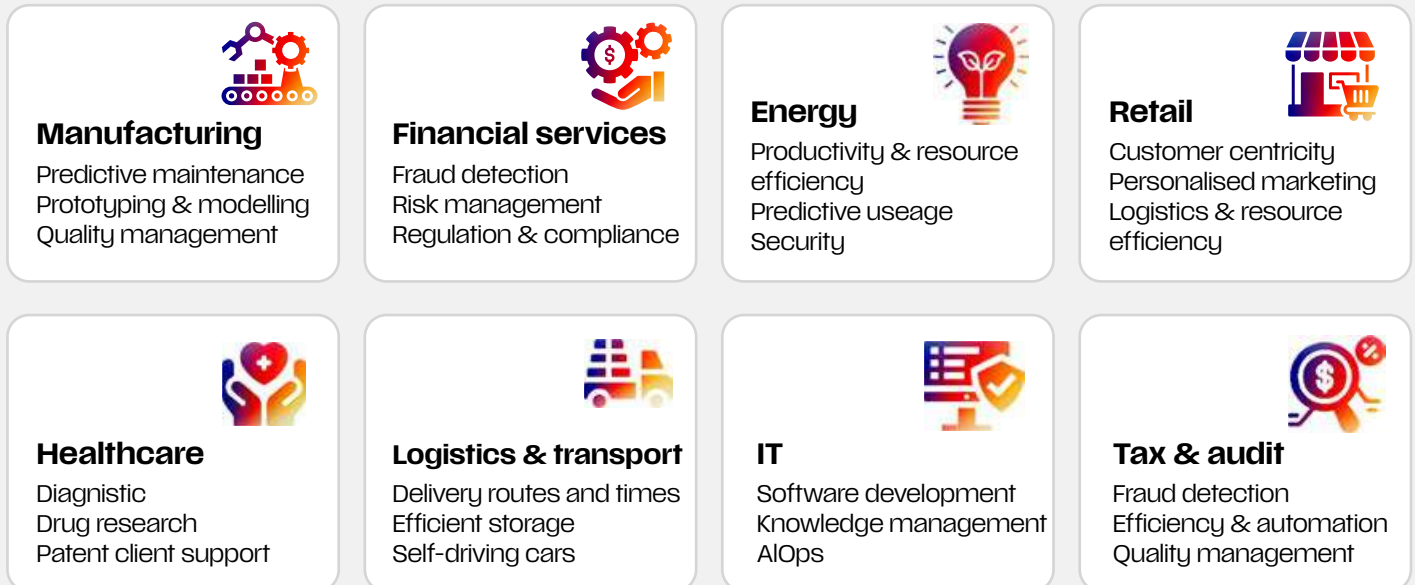 Manufacturing
Predictive maintenance
Prototyping & modelling
Quality management
Financial services
Fraud detection
Risk management
Regulation & compliance
Energy
Productivity & resource
efficiency
Predictive useage
Security
Retail
Customer centricity
Personalised marketing
Logistics & resource
efficiency
Healthcare
Diagnostic
Drug research
Patent client support
Logistics & transport
Delivery routes and times
Efficient storage
Self-driving cars
IT
Software development
Knowledge management
AIOps
Tax & audit
Fraud detection
Efficiency & automation
Quality management